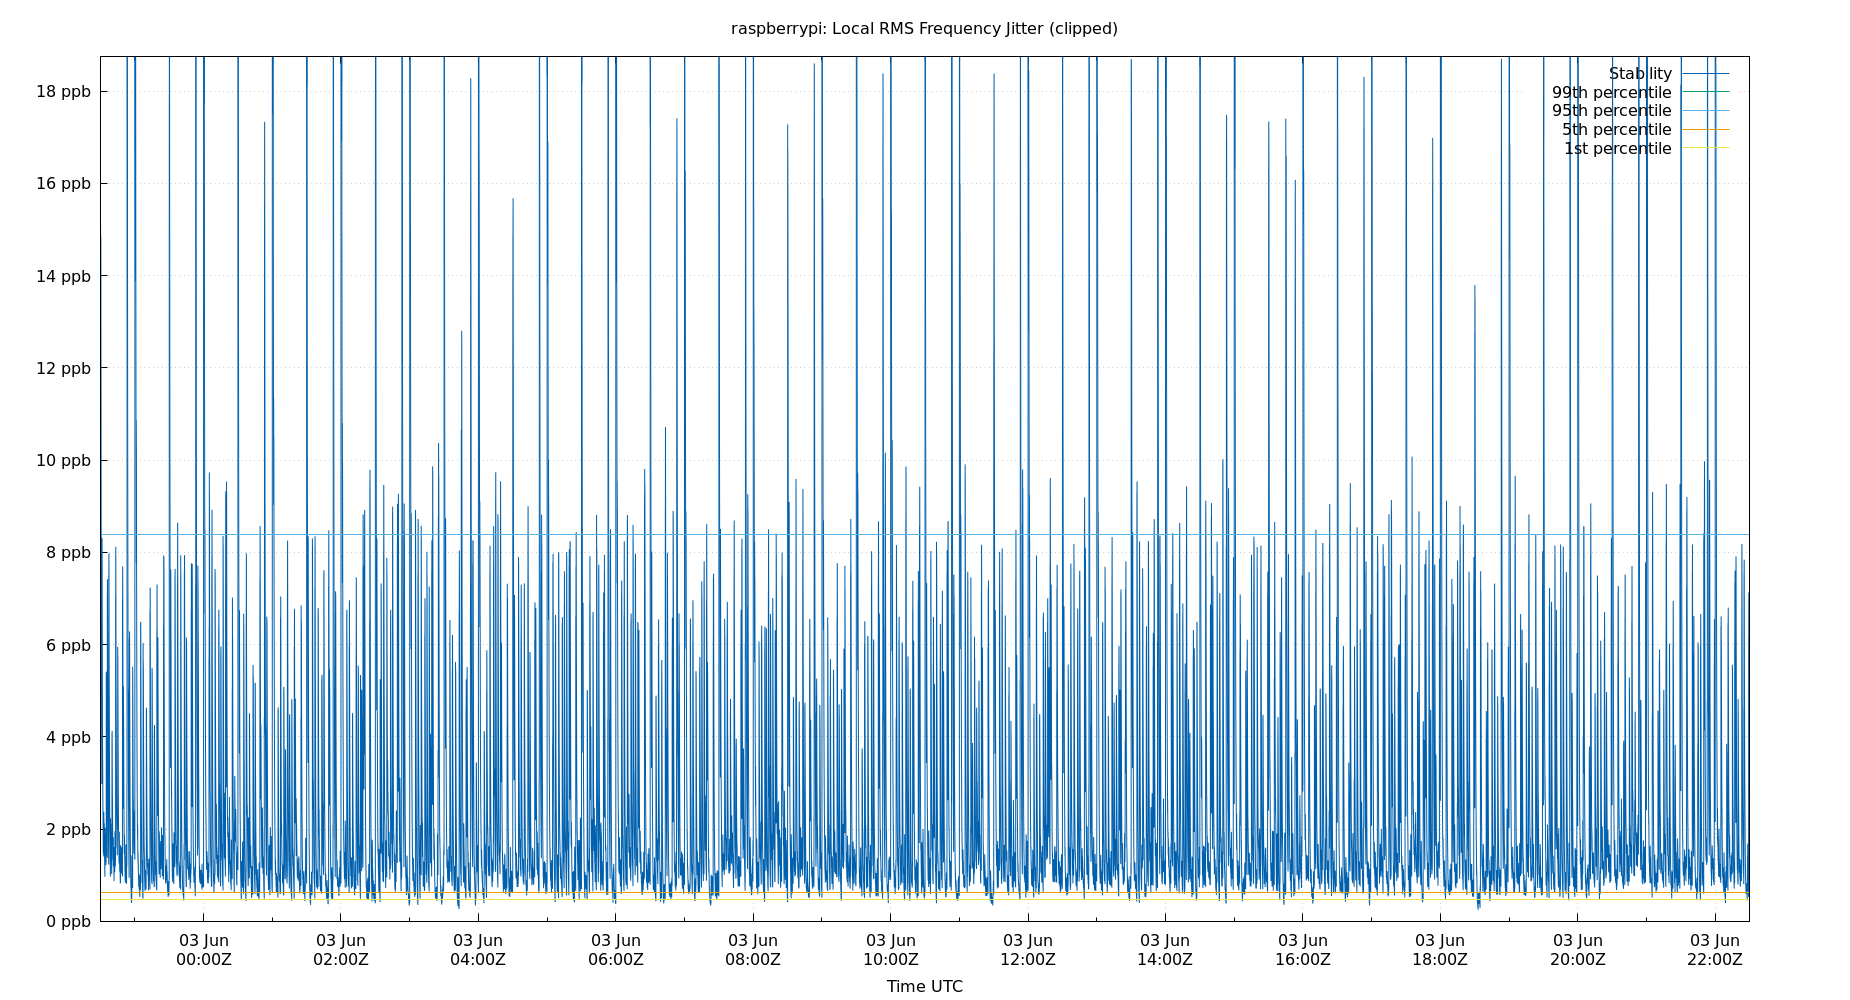 raspberrypi: Local RMS Frequency Jitter (clipped)
18 ppb
16 ppb
14 ppb
12 ppb
10 ppb
8 ppb
6 ppb
4 ppb
2 ppb
0 ppb
Stability
99th percentile
95th percentile
5th percentile
1st percentile
03 Jun 03 Jun 03 Jun 03 Jun 03 Jun 03 Jun 03 Jun 03 Jun 03 Jun 03 Jun 03 Jun 03 Jun
00:00Z 02:00Z 04:00Z 06:00Z 08:00Z 10:00Z 12:00Z 14:00Z 16:00Z 18:00Z 20:00Z 22:00Z
Time UTC